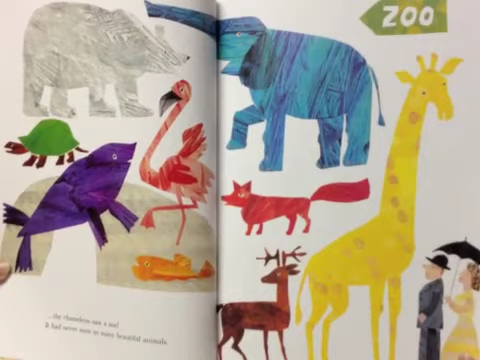 ZOO
...the chameleon saw a zoo!
It had never seen so many beautiful animals.